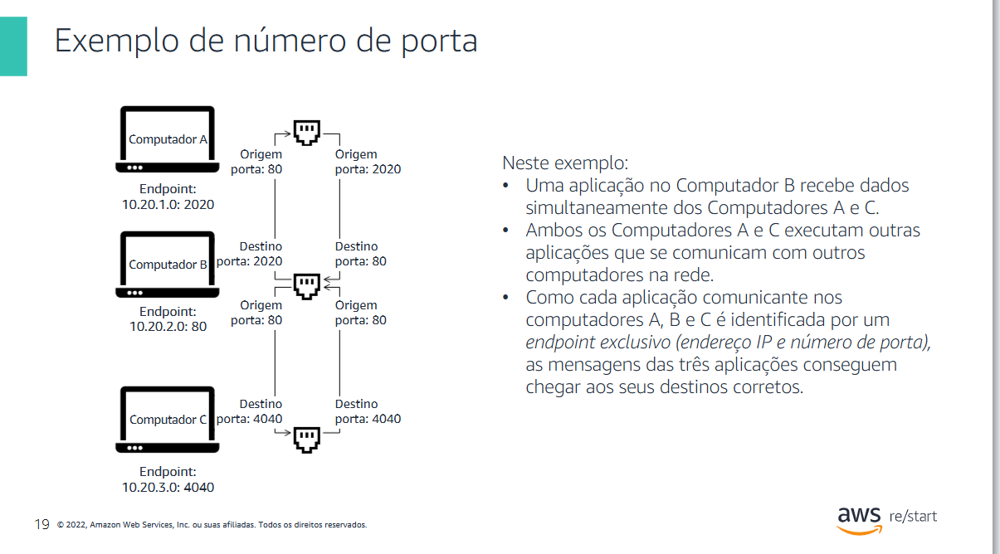 Exemplo de número de porta
Computador A
Endpoint:
10.20.1.0: 2020
Origem
porta: 80
Origem
porta: 2020
Destino
porta: 2020
Destino
porta: 80
Computador B
Endpoint:
10.20.2.0: 80
Origem
porta: 80
Origem
porta: 80
Destino
porta: 4040
Destino
porta: 4040
Computador C
Endpoint:
10.20.3.0: 4040
Neste exemplo:
• Uma aplicação no Computador B recebe dados
simultaneamente dos Computadores A e C.
• Ambos os Computadores A e C executam outras
aplicações que se comunicam com outros
computadores na rede.
• Como cada aplicação comunicante nos
computadores A, B e C é identificada por um
endpoint exclusivo (endereço IP e número de porta),
as mensagens das três aplicações conseguem
chegar aos seus destinos corretos.
19 © 2022, Amazon Web Services, Inc. ou suas afiliadas. Todos os direitos reservados.
aws re/start